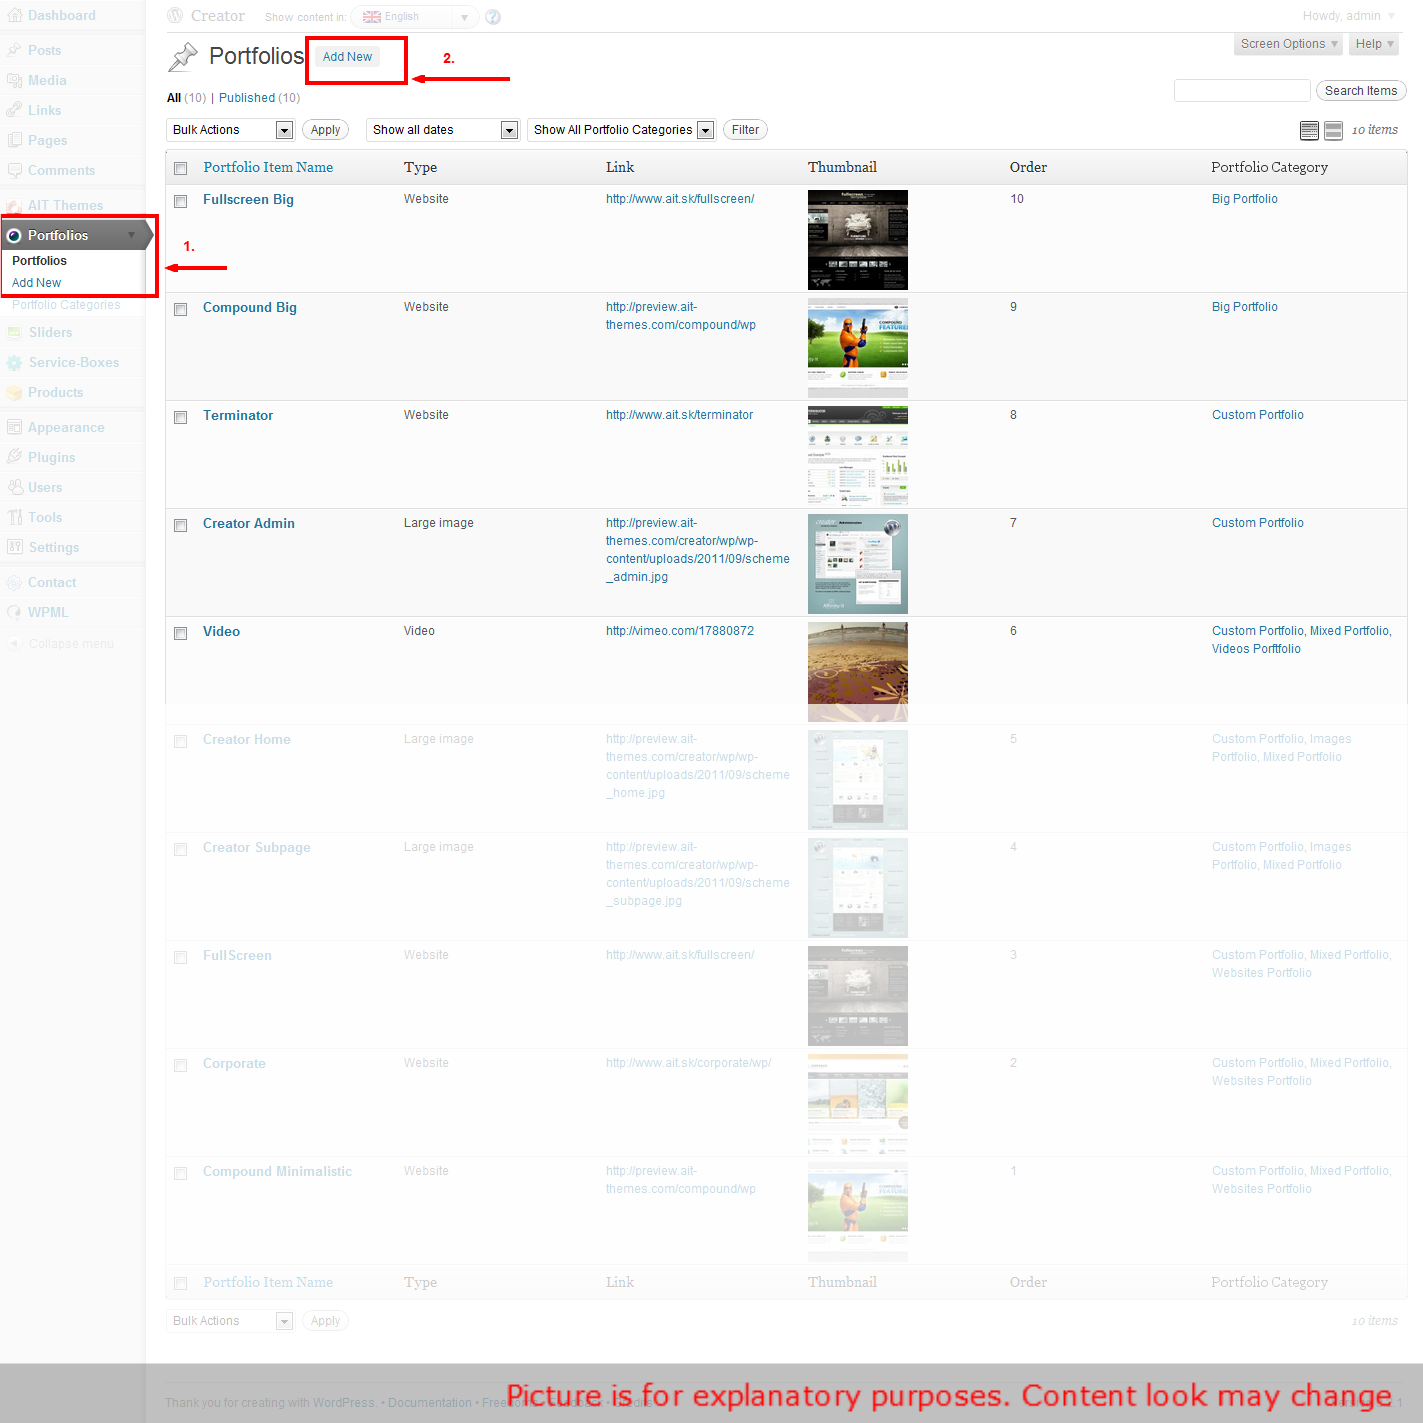 Dashboard
Creator
Show content in:
English
Howdy, admin
Posts
Media
Links
Pages
Comments
AIT Themes
Portfolios
Portfolios
Add New
Portfolio Categories
Sliders
Service-Boxes
Products
Appearance
Plugins
Users
Tools
Settings
Contact
WPML
Collapse menu
1.
Portfolios Add New
2.
Screen Options Help
All (10) | Published (10)
Search Items
Bulk Actions Apply Show all dates Show All Portfolio Categories Filter 10 items
Portfolio Item Name Type Link Thumbnail Order Portfolio Category
Fullscreen Big Website http://www.ait.sk/fullscreen/ 10 Big Portfolio
Compound Big Website http://preview.ait- 9 Big Portfolio
themes.com/compound/wp
Terminator Website http://www.ait.sk/terminator 8 Custom Portfolio
Creator Admin Large image http://preview.ait- 7 Custom Portfolio
themes.com/creator/wp/wp-
content/uploads/2011/09/scheme
_admin.jpg
Video Video http://vimeo.com/17880872 6 Custom Portfolio, Mixed Portfolio,
Videos Porftfolio
Creator Home Large image http://preview.ait- 5 Custom Portfolio, Images
themes.com/creator/wp/wp- Portfolio, Mixed Portfolio
content/uploads/2011/09/scheme
_home.jpg
Creator Subpage Large image http://preview.ait- 4 Custom Portfolio, Images
themes.com/creator/wp/wp- Portfolio, Mixed Portfolio
content/uploads/2011/09/scheme
_subpage.jpg
FullScreen Website http://www.ait.sk/fullscreen/ 3 Custom Portfolio, Mixed Portfolio,
Websites Portfolio
Corporate Website http://www.ait.sk/corporate/wp/ 2 Custom Portfolio, Mixed Portfolio,
Websites Portfolio
Compound Minimalistic Website http://preview.ait- 1 Custom Portfolio, Mixed Portfolio,
themes.com/compound/wp Websites Portfolio
Portfolio Item Name Type Link Thumbnail Order Portfolio Category
Bulk Actions Apply 10 items
Thank you for creating with WordPress. • Documentation •
Picture is for explanatory purposes. Content look may change